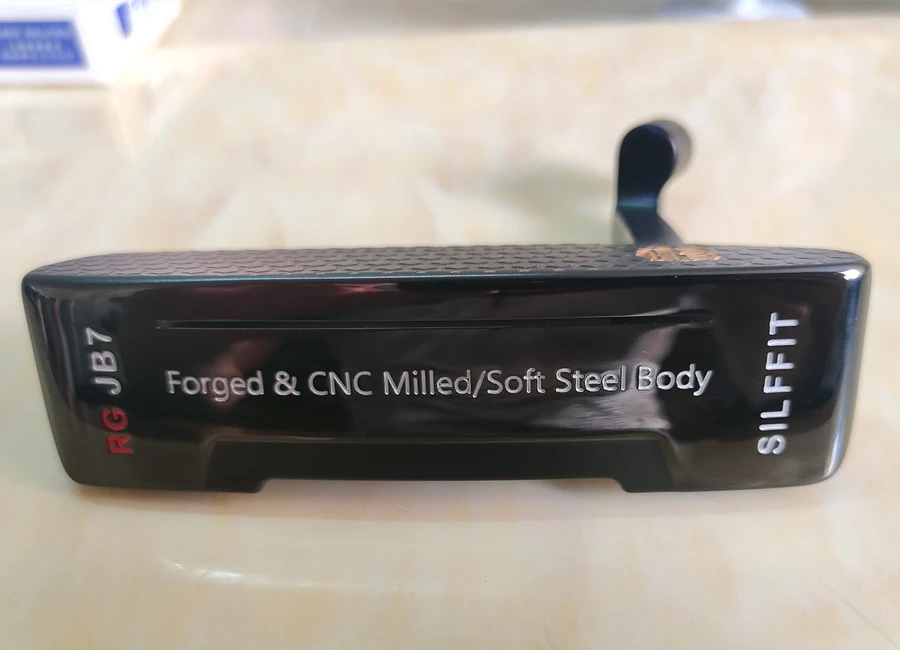 RG JB7
Forged & CNC Milled/Soft Steel Body
SILFFIT